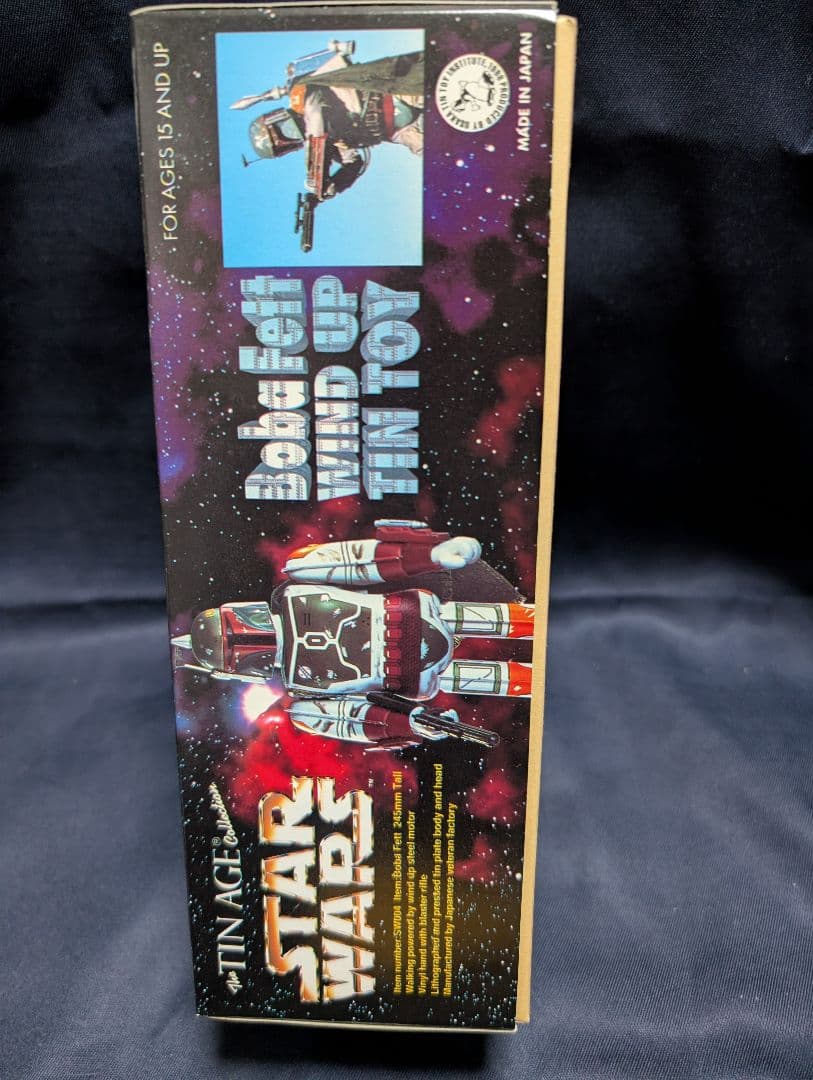 The TIN AGE® Collection
STAR
WARS™
Item number:SW004 Item:Boba Fett 245mm Tall
Walking powered by wind up steel motor
Vinyl hand with blaster rifle
Lithographed and pressed tin plate body and head
Manufactured by Japanese veteran factory
Boba Fett
WIND UP
TIN TOY
FOR AGES 15 AND UP
TIN TOY INSTITUTE. PRODUCED BY OSAKA
MADE IN JAPAN